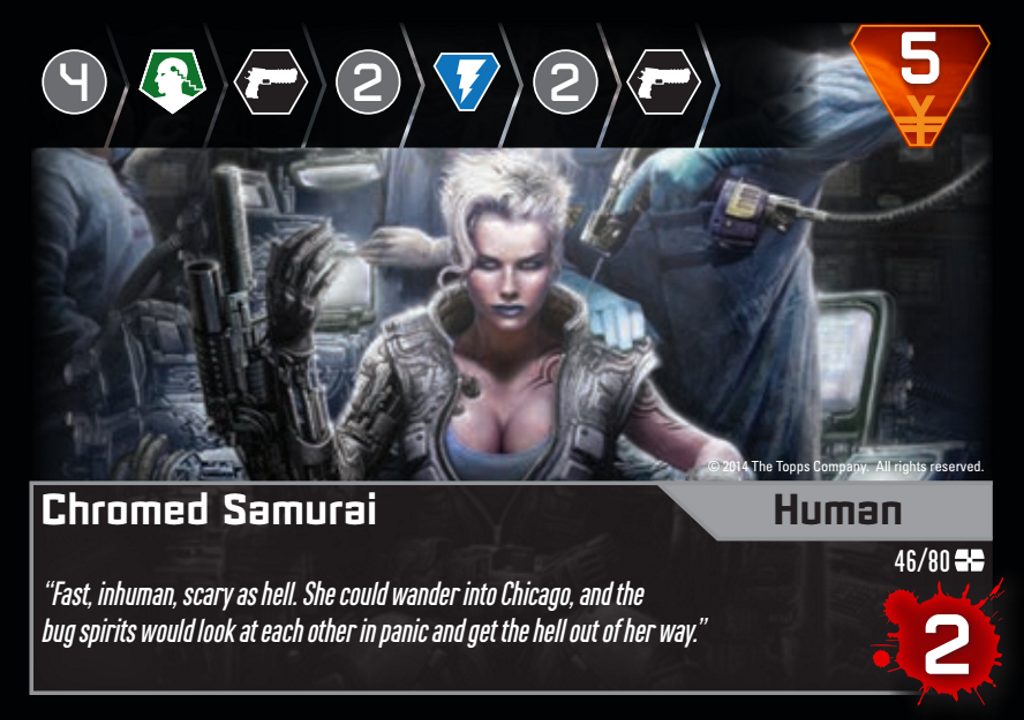 4 2 2 5
¥
© 2014 The Topps Company. All rights reserved.
Chromed Samurai Human
46/80
“Fast, inhuman, scary as hell. She could wander into Chicago, and the
bug spirits would look at each other in panic and get the hell out of her way.”
2